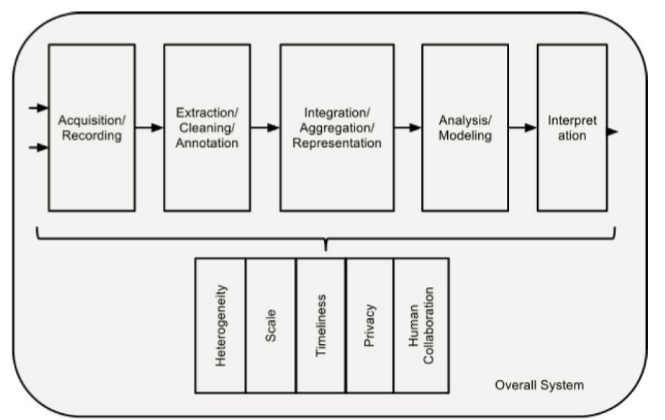 Acquisition/
Recording
Extraction/
Cleaning/
Annotation
Integration/
Aggregation/
Representation
Analysis/
Modeling
Interpret
ation
Heterogeneity
Scale
Timeliness
Privacy
Human
Collaboration
Overall System